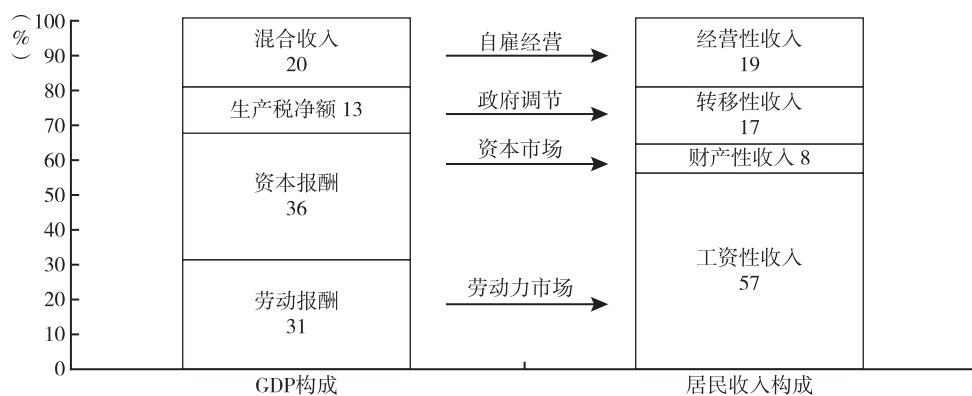 (%)
100
90
80
70
60
50
40
30
20
10
0
混合收入
20
生产税净额 13
资本报酬
36
劳动报酬
31
自雇经营
政府调节
资本市场
劳动力市场
经营性收入
19
转移性收入
17
财产性收入 8
工资性收入
57
GDP构成
居民收入构成